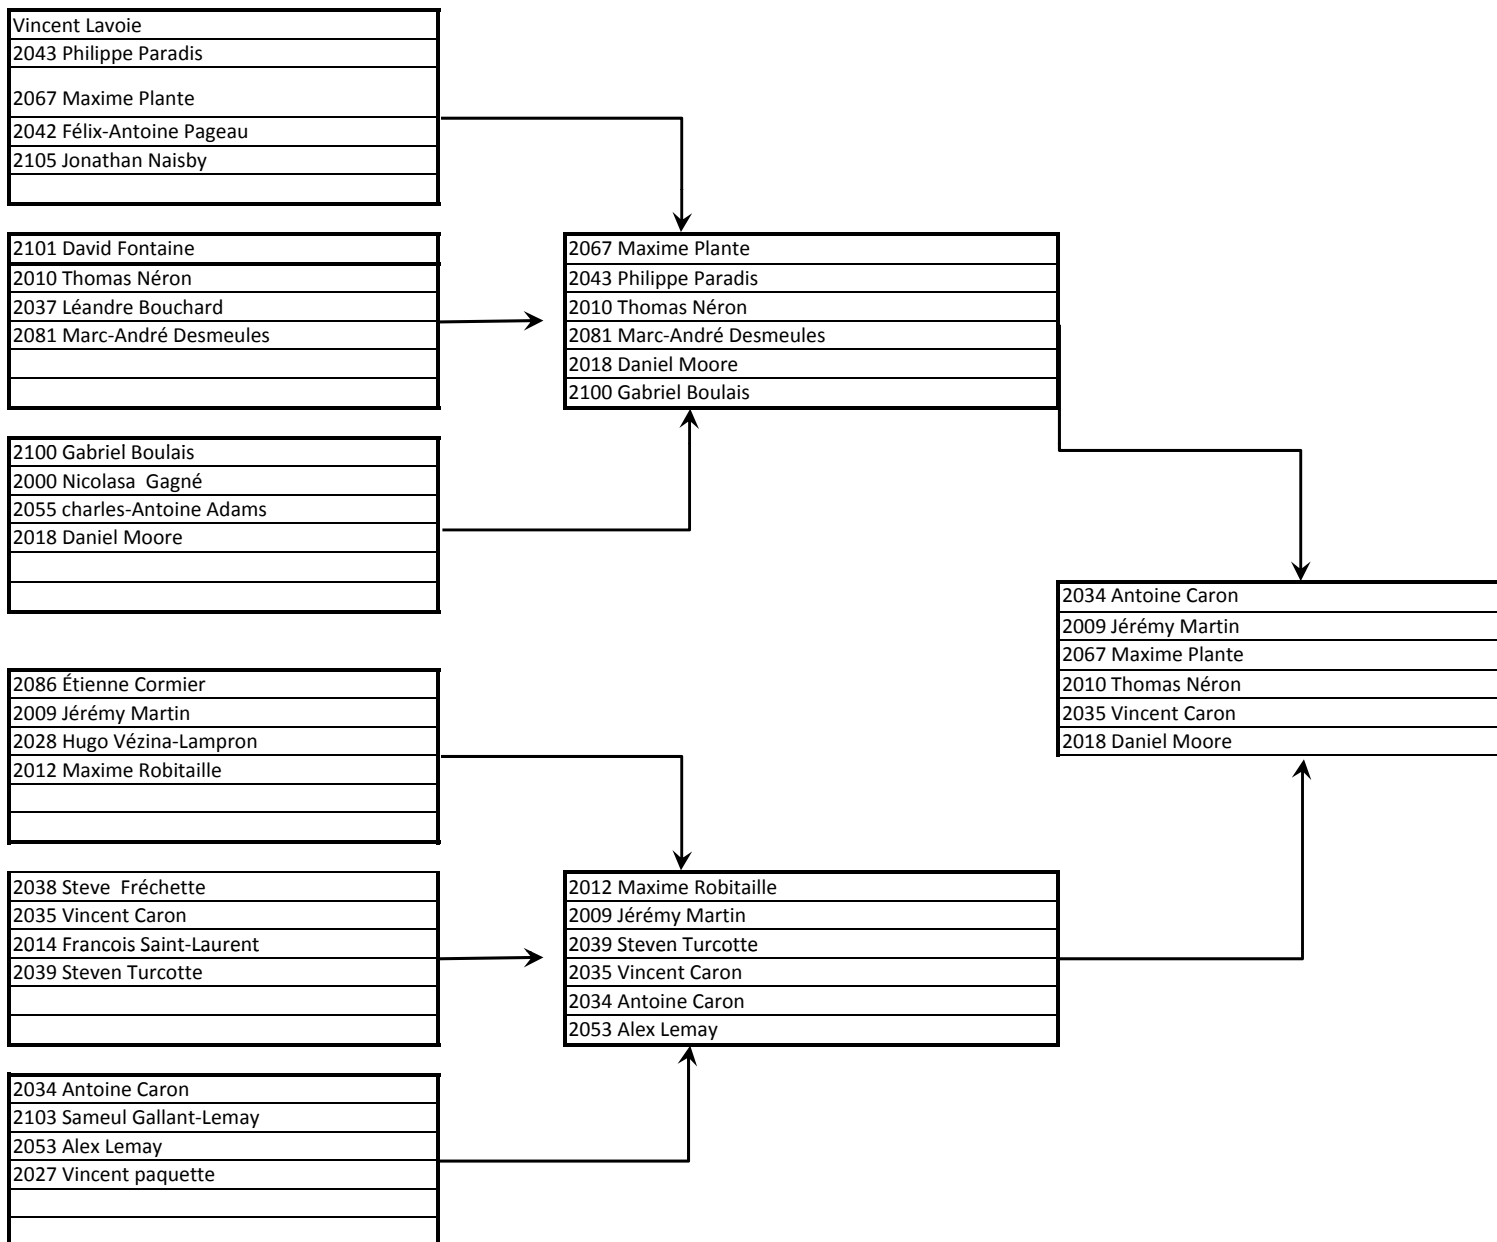 Vincent Lavoie
2043 Philippe Paradis
2067 Maxime Plante
2042 Félix-Antoine Pageau
2105 Jonathan Naisby
2101 David Fontaine
2010 Thomas Néron
2037 Léandre Bouchard
2081 Marc-André Desmeules
2067 Maxime Plante
2043 Philippe Paradis
2010 Thomas Néron
2081 Marc-André Desmeules
2018 Daniel Moore
2100 Gabriel Boulais
2100 Gabriel Boulais
2000 Nicolasa  Gagné
2055 charles-Antoine Adams
2018 Daniel Moore
2034 Antoine Caron
2009 Jérémy Martin
2067 Maxime Plante
2010 Thomas Néron
2035 Vincent Caron
2018 Daniel Moore
2086 Étienne Cormier
2009 Jérémy Martin
2028 Hugo Vézina-Lampron
2012 Maxime Robitaille
2038 Steve  Fréchette
2035 Vincent Caron
2014 Francois Saint-Laurent
2039 Steven Turcotte
2012 Maxime Robitaille
2009 Jérémy Martin
2039 Steven Turcotte
2035 Vincent Caron
2034 Antoine Caron
2053 Alex Lemay
2034 Antoine Caron
2103 Sameul Gallant-Lemay
2053 Alex Lemay
2027 Vincent paquette